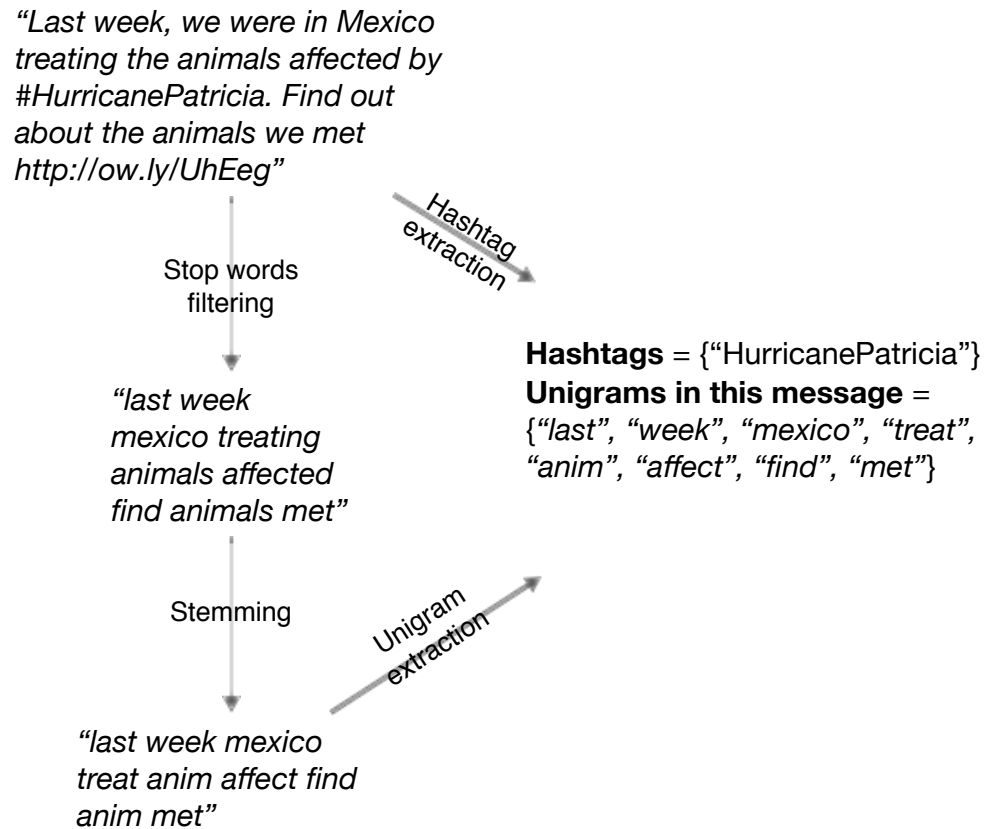 “Last week, we were in Mexico
treating the animals affected by
#HurricanePatricia. Find out
about the animals we met
http://ow.ly/UhEeg”
Hashtag
extraction
Stop words
filtering
Hashtags = {“HurricanePatricia”}
Unigrams in this message =
{“last”, “week”, “mexico”, “treat”,
“anim”, “affect”, “find”, “met”}
“last week
mexico treating
animals affected
find animals met”
Stemming
Unigram
extraction
“last week mexico
treat anim affect find
anim met”